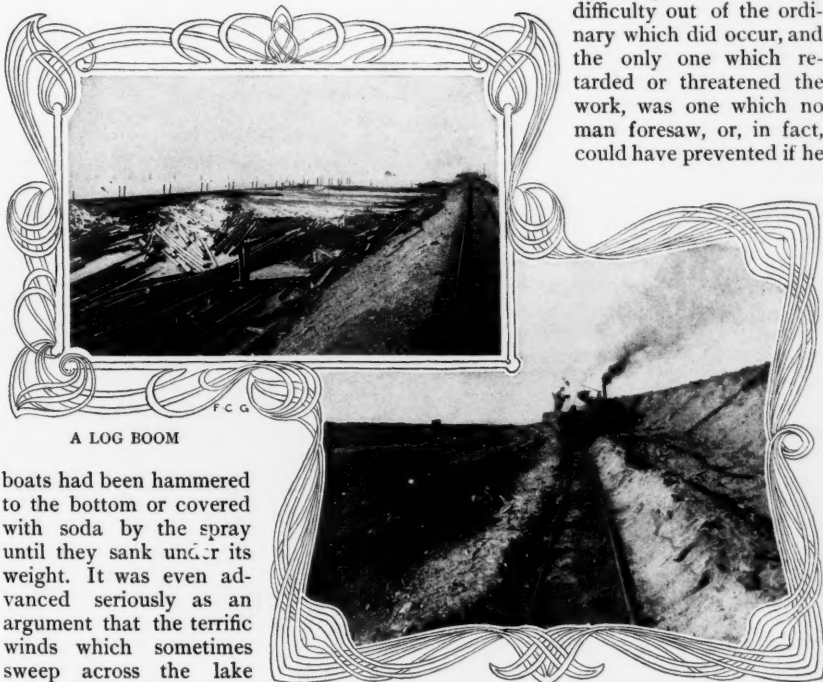 F C G
A LOG BOOM
boats had been hammered
to the bottom or covered
with soda by the spray
until they sank under its
weight. It was even ad-
vanced seriously as an
argument that the terrific
winds which sometimes
sweep across the lake
difficulty out of the ordi-
nary which did occur, and
the only one which re-
tarded or threatened the
work, was one which no
man foresaw, or, in fact,
could have prevented if he